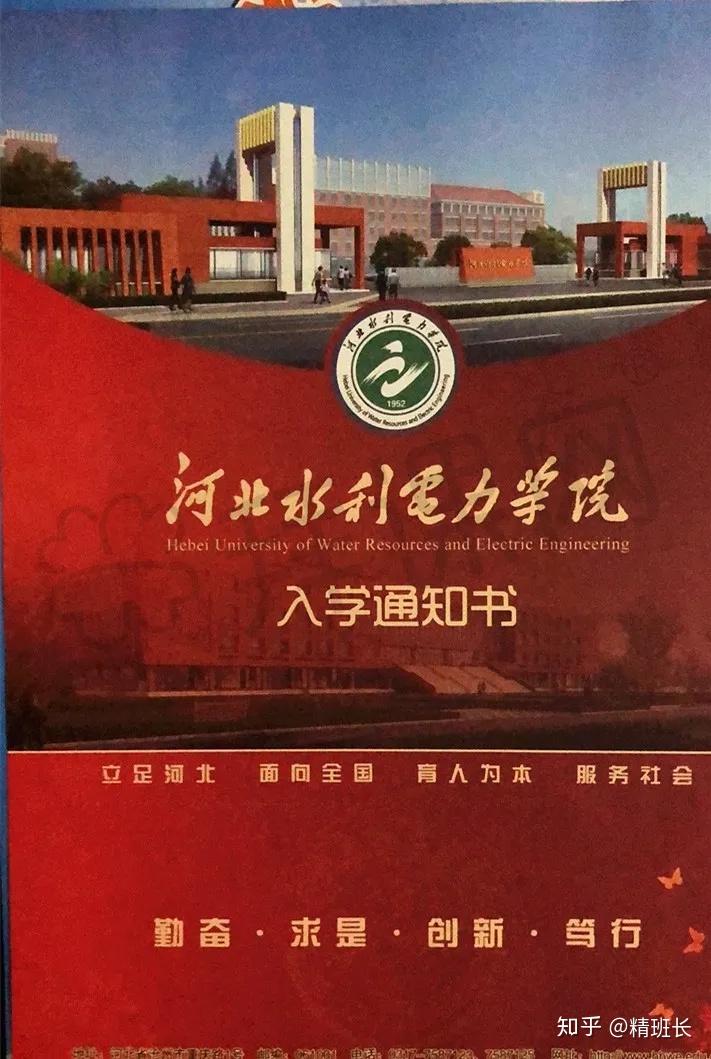 河北水利電力学院
Hebei University of Water Resources and Electric Engineering
1952
河北水利電力学院
Hebei University of Water Resources and Electric Engineering
入学通知书
立足河北 面向全国 育人为本 服务社会
勤奋·求是·创新·笃行
知乎 @精班长